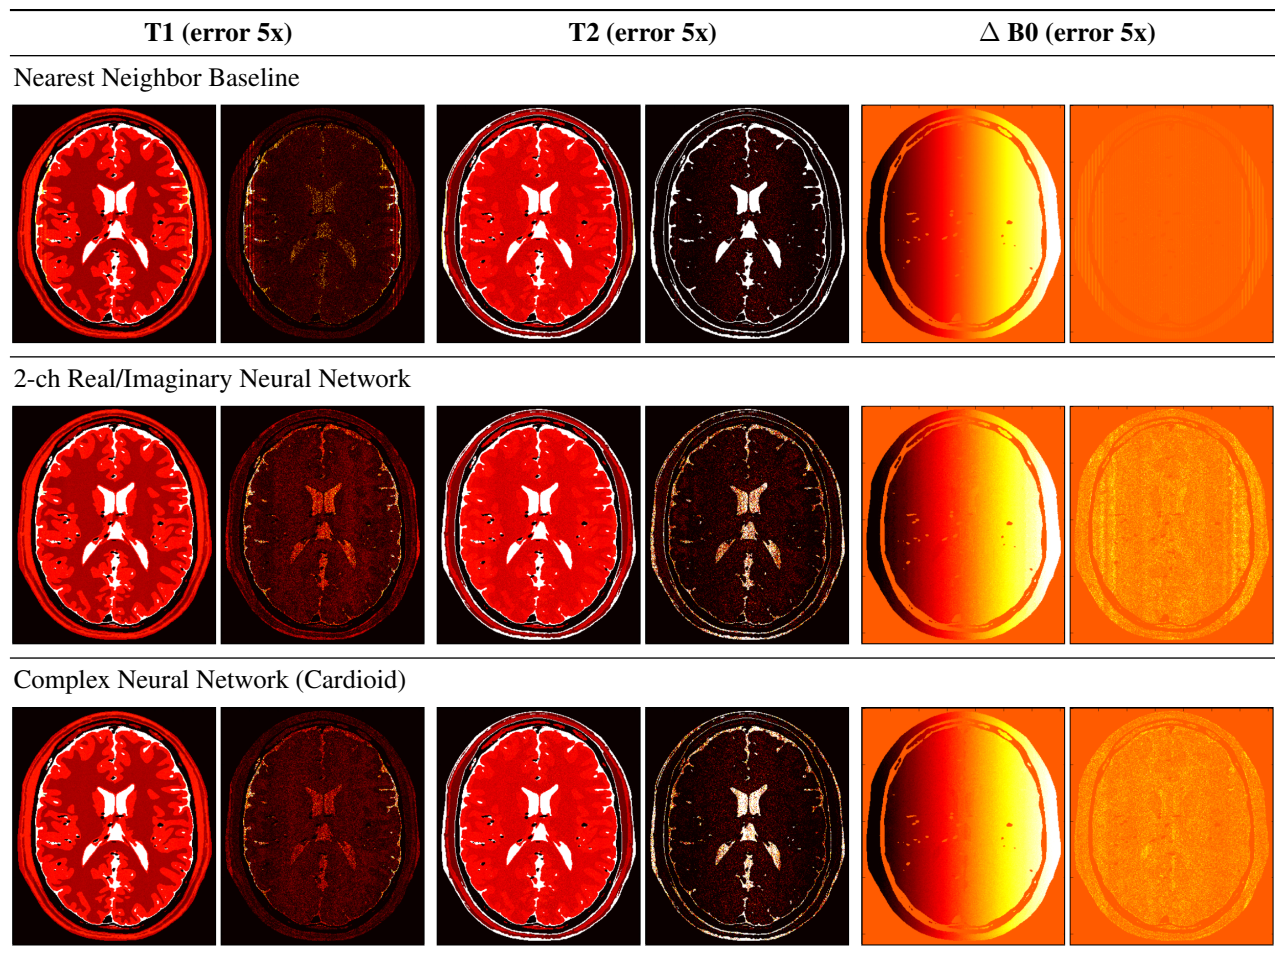 T1 (error 5x) T2 (error 5x) Δ B0 (error 5x)
Nearest Neighbor Baseline
2-ch Real/Imaginary Neural Network
Complex Neural Network (Cardioid)